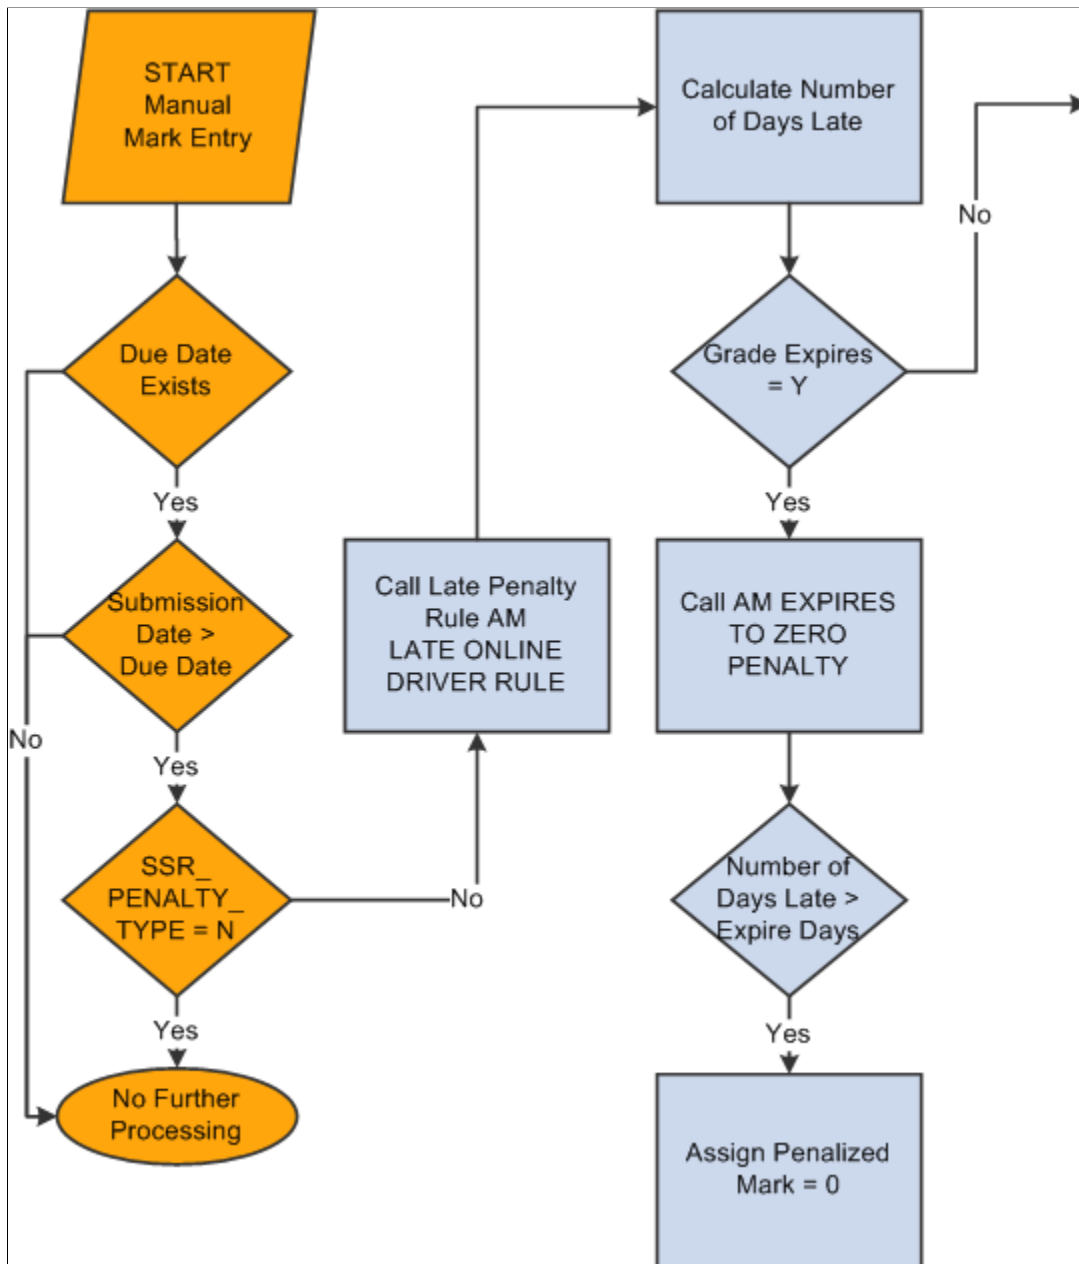 START
Manual
Mark Entry
Due Date
Exists
Yes
Submission
Date >
Due Date
No
Yes
SSR_
PENALTY_
TYPE = N
No
Yes
No Further
Processing
Call Late Penalty
Rule AM
LATE ONLINE
DRIVER RULE
Calculate Number
of Days Late
No
Grade Expires
= Y
Yes
Call AM EXPIRES
TO ZERO
PENALTY
Number of
Days Late >
Expire Days
Yes
Assign Penalized
Mark = 0